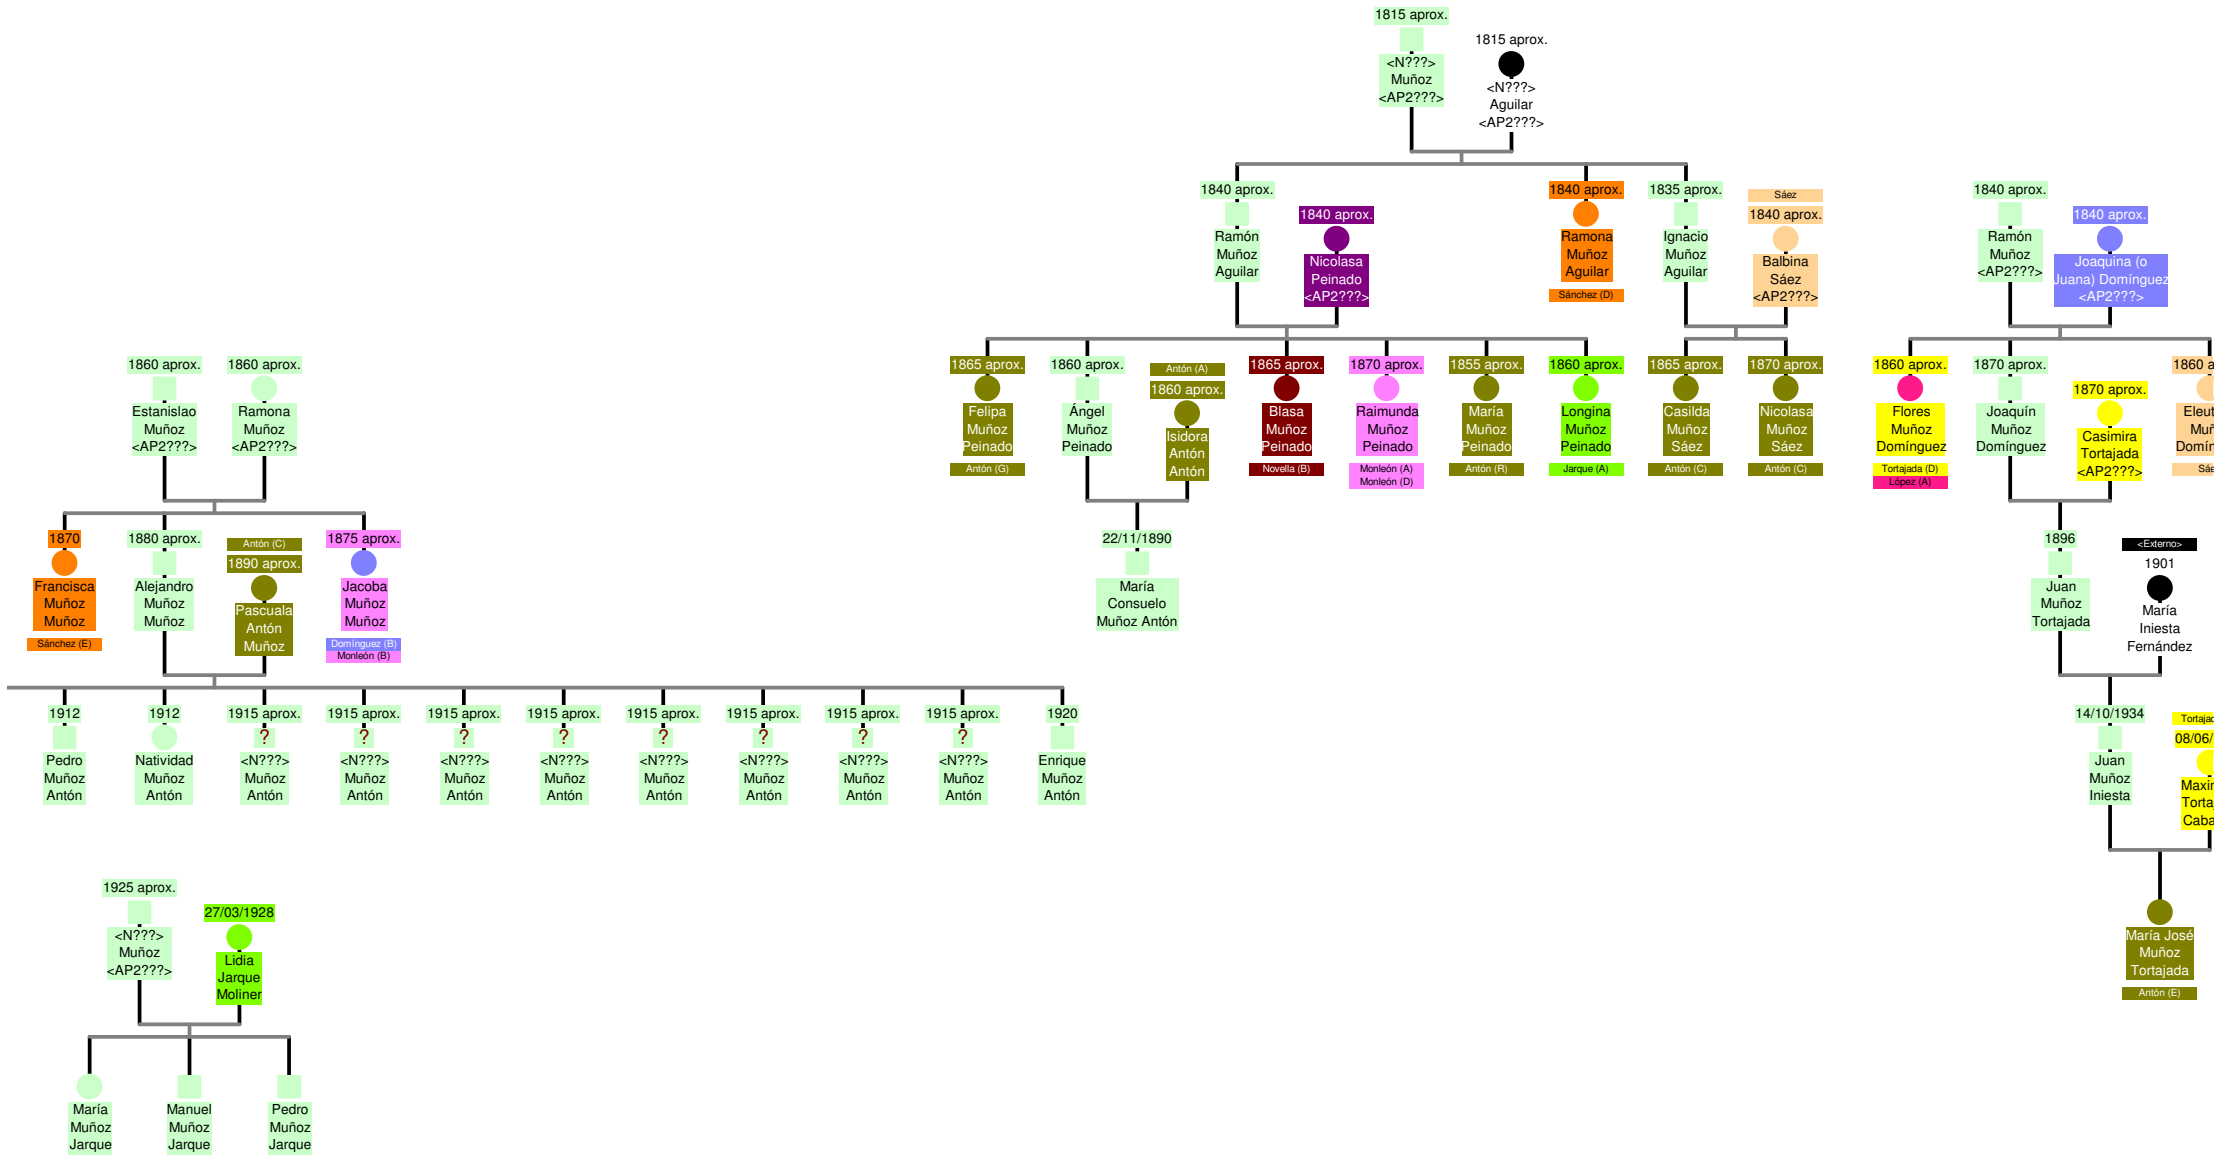 1815 aprox.
<N???>
Muñoz
<AP2???>
1815 aprox.
<N???>
Aguilar
<AP2???>
1840 aprox.
Ramón
Muñoz
Aguilar
1840 aprox.
Nicolasa
Peinado
<AP2???>
1840 aprox.
Ramona
Muñoz
Aguilar
Sánchez (D)
1835 aprox.
Ignacio
Muñoz
Aguilar
Sáez
1840 aprox.
Balbina
Sáez
<AP2???>
1840 aprox.
Ramón
Muñoz
<AP2???>
1840 aprox.
Joaquina (o
Juana) Domínguez
<AP2???>
1860 aprox.
Estanislao
Muñoz
<AP2???>
1860 aprox.
Ramona
Muñoz
<AP2???>
1865 aprox.
Felipa
Muñoz
Peinado
Antón (G)
1860 aprox.
Ángel
Muñoz
Peinado
Antón (A)
1860 aprox.
Isidora
Antón
Antón
1865 aprox.
Blasa
Muñoz
Peinado
Novella (B)
1870 aprox.
Raimunda
Muñoz
Peinado
Monleón (A)
Monleón (D)
1855 aprox.
María
Muñoz
Peinado
Antón (R)
1860 aprox.
Longina
Muñoz
Peinado
Jarque (A)
1865 aprox.
Casilda
Muñoz
Sáez
Antón (C)
1870 aprox.
Nicolasa
Muñoz
Sáez
Antón (C)
1860 aprox.
Flores
Muñoz
Domínguez
Tortajada (D)
López (A)
1870 aprox.
Joaquín
Muñoz
Domínguez
1870 aprox.
Casimira
Tortajada
<AP2???>
1860 a
Eleut
Muñ
Domín
Sáe
1870
Francisca
Muñoz
Muñoz
Sánchez (E)
1880 aprox.
Alejandro
Muñoz
Muñoz
Antón (C)
1890 aprox.
Pascuala
Antón
Muñoz
1875 aprox.
Jacoba
Muñoz
Muñoz
Domínguez (B)
Monleón (B)
22/11/1890
María
Consuelo
Muñoz Antón
1896
Juan
Muñoz
Tortajada
<Externo>
1901
María
Iniesta
Fernández
1912
Pedro
Muñoz
Antón
1912
Natividad
Muñoz
Antón
1915 aprox.
?
<N???>
Muñoz
Antón
1915 aprox.
?
<N???>
Muñoz
Antón
1915 aprox.
?
<N???>
Muñoz
Antón
1915 aprox.
?
<N???>
Muñoz
Antón
1915 aprox.
?
<N???>
Muñoz
Antón
1915 aprox.
?
<N???>
Muñoz
Antón
1915 aprox.
?
<N???>
Muñoz
Antón
1915 aprox.
?
<N???>
Muñoz
Antón
1920
Enrique
Muñoz
Antón
14/10/1934
Juan
Muñoz
Iniesta
Tortajad
08/06/
Maxim
Tortaj
Caba
1925 aprox.
<N???>
Muñoz
<AP2???>
27/03/1928
Lidia
Jarque
Moliner
María José
Muñoz
Tortajada
Antón (E)
María
Muñoz
Jarque
Manuel
Muñoz
Jarque
Pedro
Muñoz
Jarque